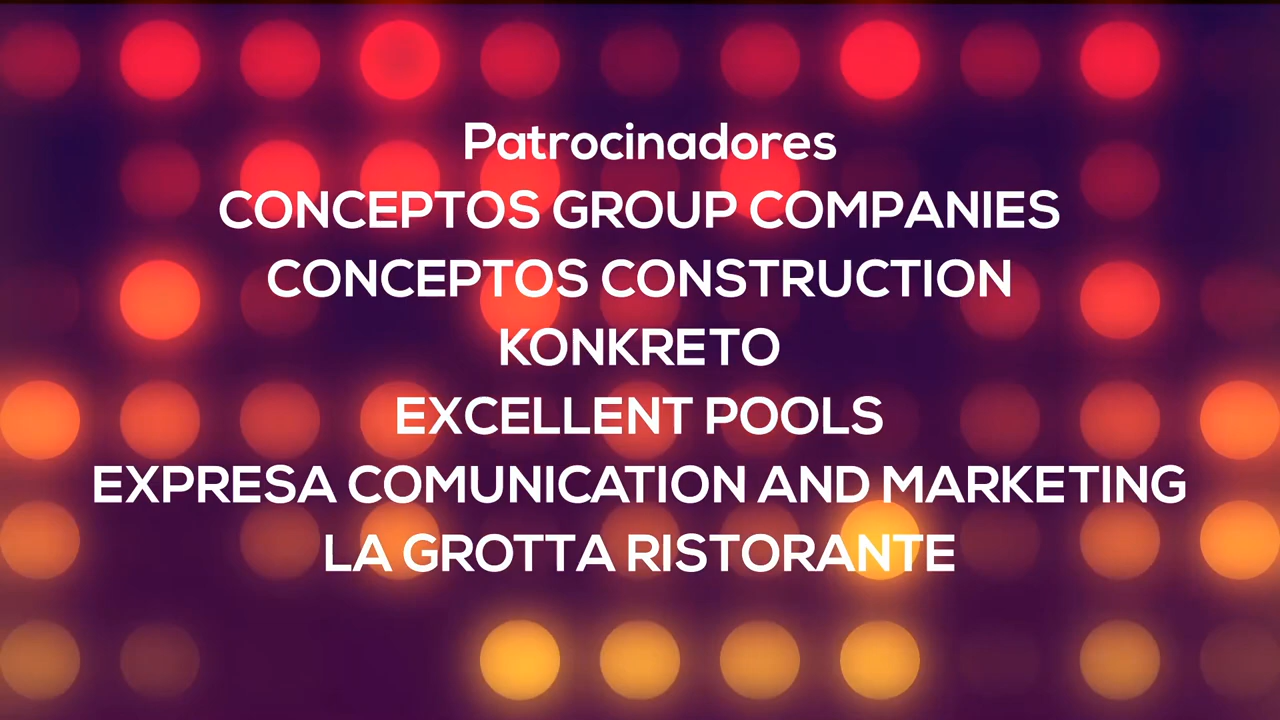 Patrocinadores
CONCEPTOS GROUP COMPANIES
CONCEPTOS CONSTRUCTION
KONKRETO
EXCELLENT POOLS
EXPRESA COMUNICATION AND MARKETING
LA GROTTA RISTORANTE